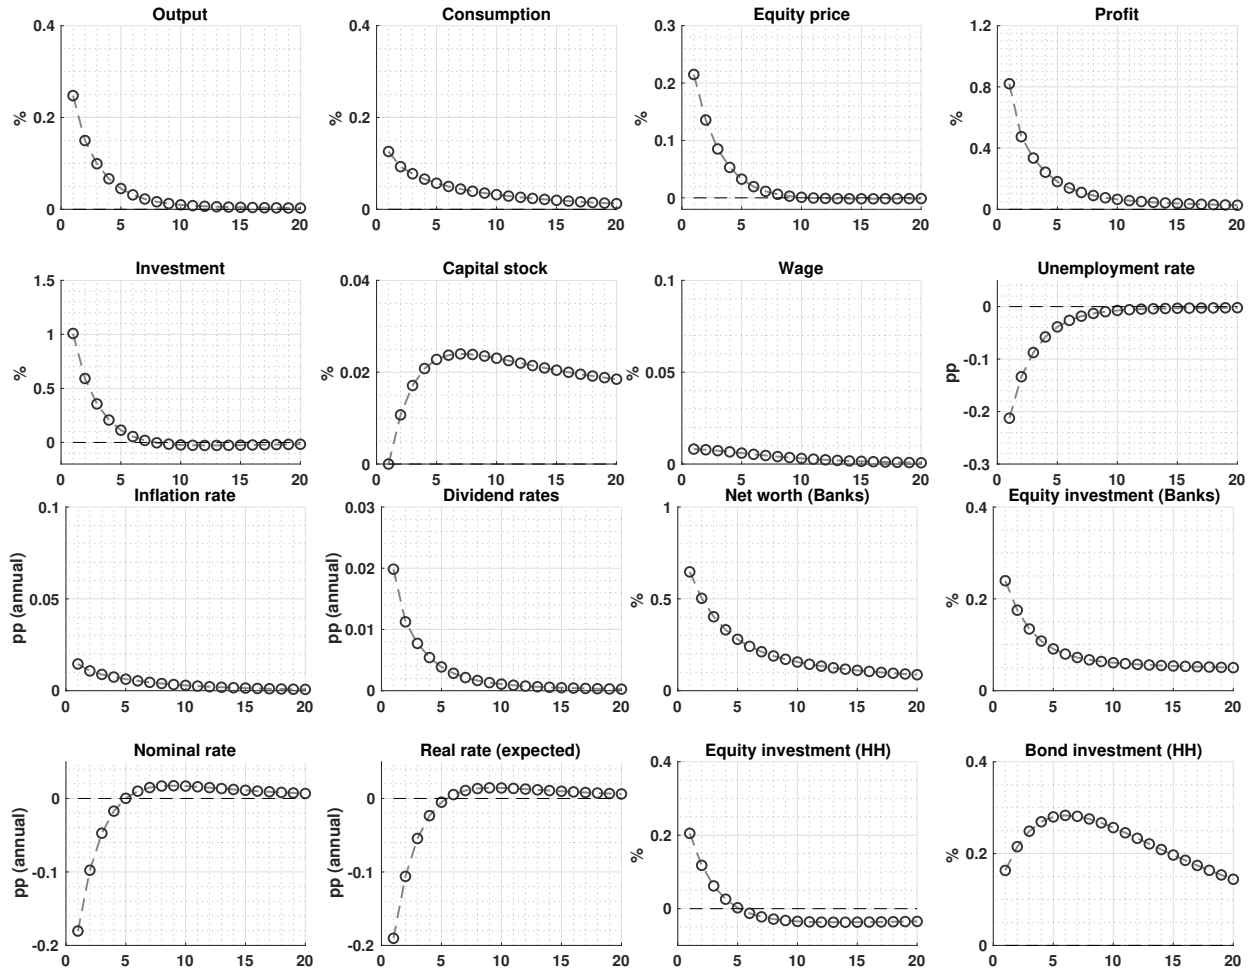 Output
Consumption
Equity price
Profit
0.4
0.2
0
%
0 5 10 15 20
0.4
0.2
0
%
0 5 10 15 20
0.3
0.2
0.1
0
%
0 5 10 15 20
1.2
0.8
0.4
0
%
0 5 10 15 20
Investment
Capital stock
Wage
Unemployment rate
1.5
1
0.5
0
%
0 5 10 15 20
0.04
0.02
0
%
0 5 10 15 20
0.1
0.05
0
%
0 5 10 15 20
0
-0.1
-0.2
-0.3
pp
0 5 10 15 20
Inflation rate
Dividend rates
Net worth (Banks)
Equity investment (Banks)
0.1
0.05
0
pp (annual)
0 5 10 15 20
0.03
0.02
0.01
0
pp (annual)
0 5 10 15 20
1
0.5
0
%
0 5 10 15 20
0.4
0.2
0
%
0 5 10 15 20
Nominal rate
Real rate (expected)
Equity investment (HH)
Bond investment (HH)
0
-0.1
-0.2
pp (annual)
0 5 10 15 20
0
-0.1
-0.2
pp (annual)
0 5 10 15 20
0.4
0.2
0
%
0 5 10 15 20
0.4
0.2
0
%
0 5 10 15 20